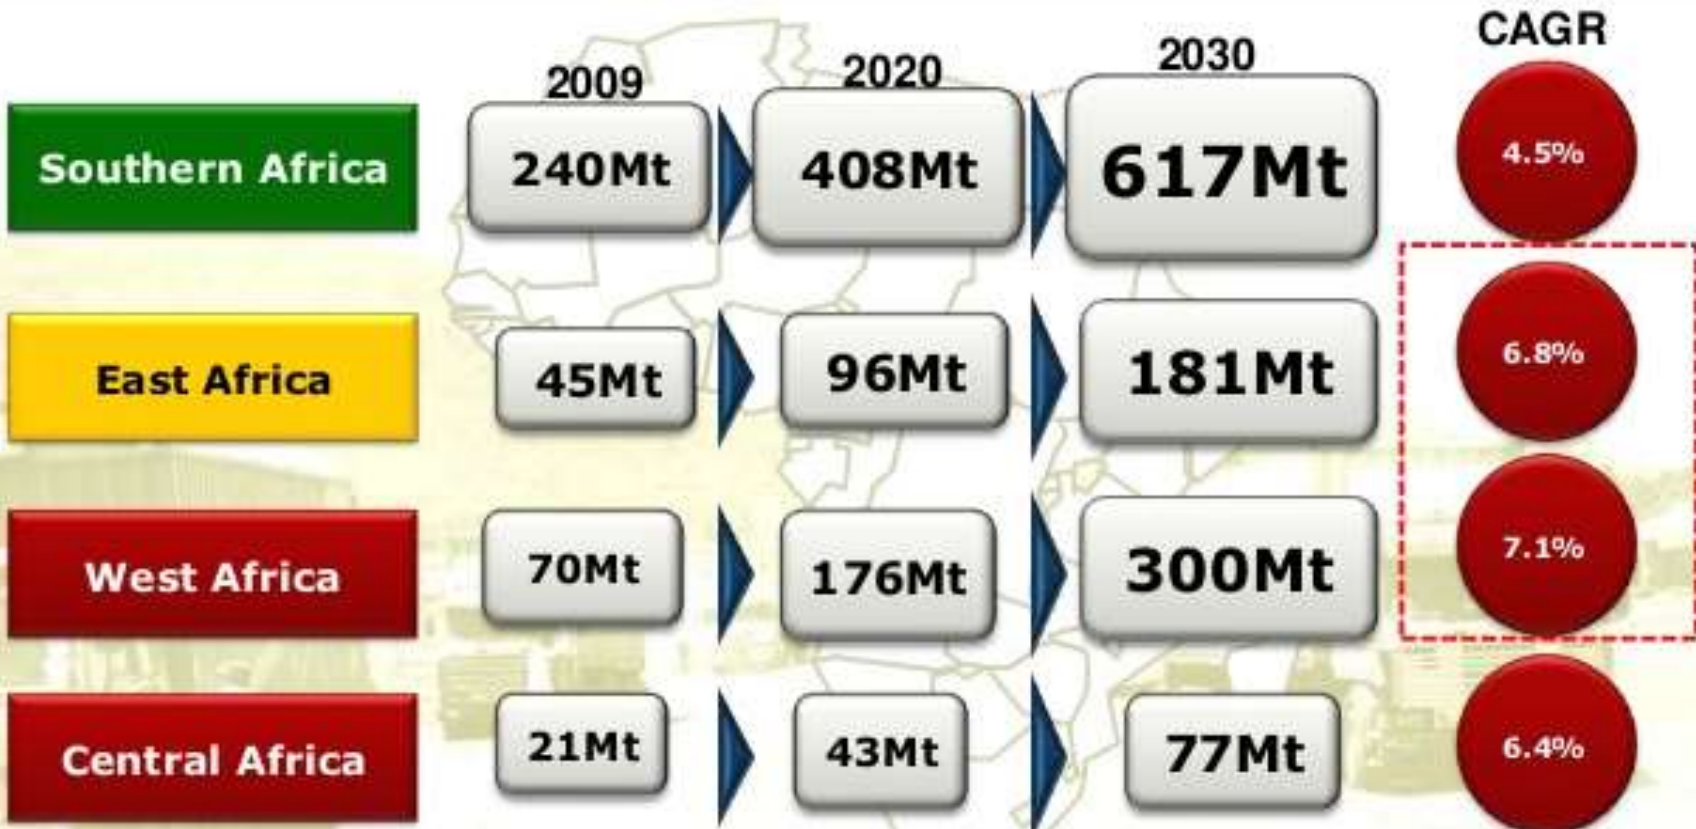 2009
2020
2030
CAGR
Southern Africa
240Mt
408Mt
617Mt
4.5%
East Africa
45Mt
96Mt
181Mt
6.8%
West Africa
70Mt
176Mt
300Mt
7.1%
Central Africa
21Mt
43Mt
77Mt
6.4%